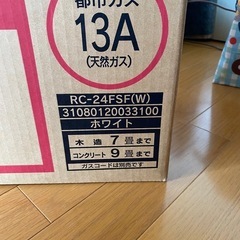 都市ガス
13A
(天然ガス)
RC-24FSF(W)
31080120033100
ホワイト
木造 7畳まで
コンクリート 9畳まで
ガスコードは別売です